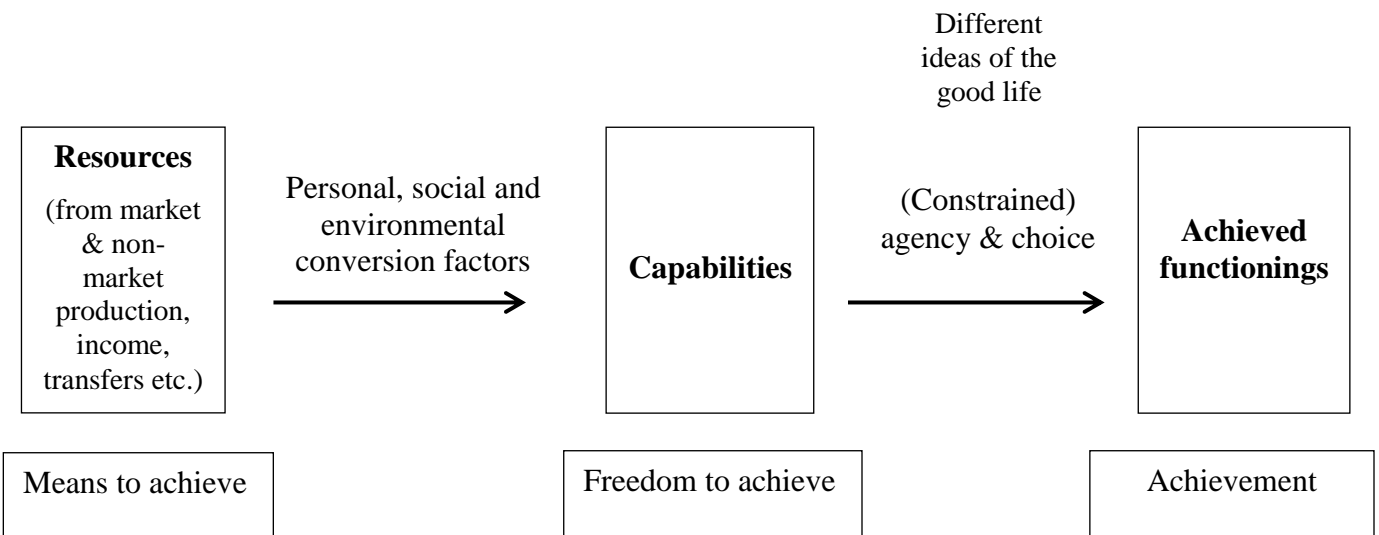 Different
ideas of the
good life
Resources
(from market
& non-
market
production,
income,
transfers etc.)
Personal, social and
environmental
conversion factors
Capabilities
(Constrained)
agency & choice
Achieved
functionings
Means to achieve
Freedom to achieve
Achievement